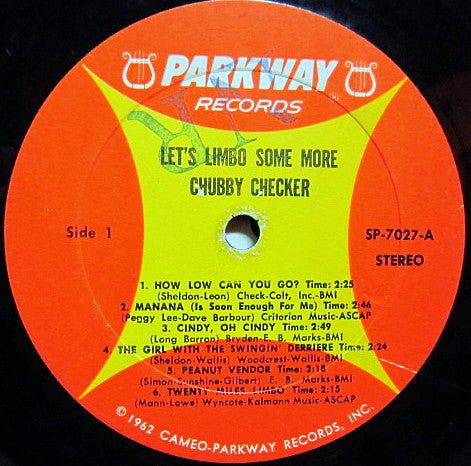 PARKWAY
RECORDS
LET'S LIMBO SOME MORE
CHUBBY CHECKER
Side 1
SP-7027-A
STEREO
1. HOW LOW CAN YOU GO? Time: 2:25
(Sheldon-Leon) Check-Colt, Inc.-BMI
2. MANANA (Is Soon Enough For Me) Time: 2:46
(Peggy Lee-Dave Barbour) Criterion Music-ASCAP
3. CINDY, OH CINDY Time: 2:49
(Long Barron) Bryden-E. B. Marks-BMI
4. THE GIRL WITH THE SWINGIN' DERRIERE Time: 2:24
(Sheldon-Wallis) Woodcrest-Wallis-BMI
5. PEANUT VENDOR Time: 2:18
(Simon-Sunshine-Gilbert) E. B. Marks-BMI
6. TWENTY MILES LIMBO Time: 2:15
(Mann-Lowe) Wyncote-Kalmann Music-ASCAP
© 1962 CAMEO-PARKWAY RECORDS, INC.